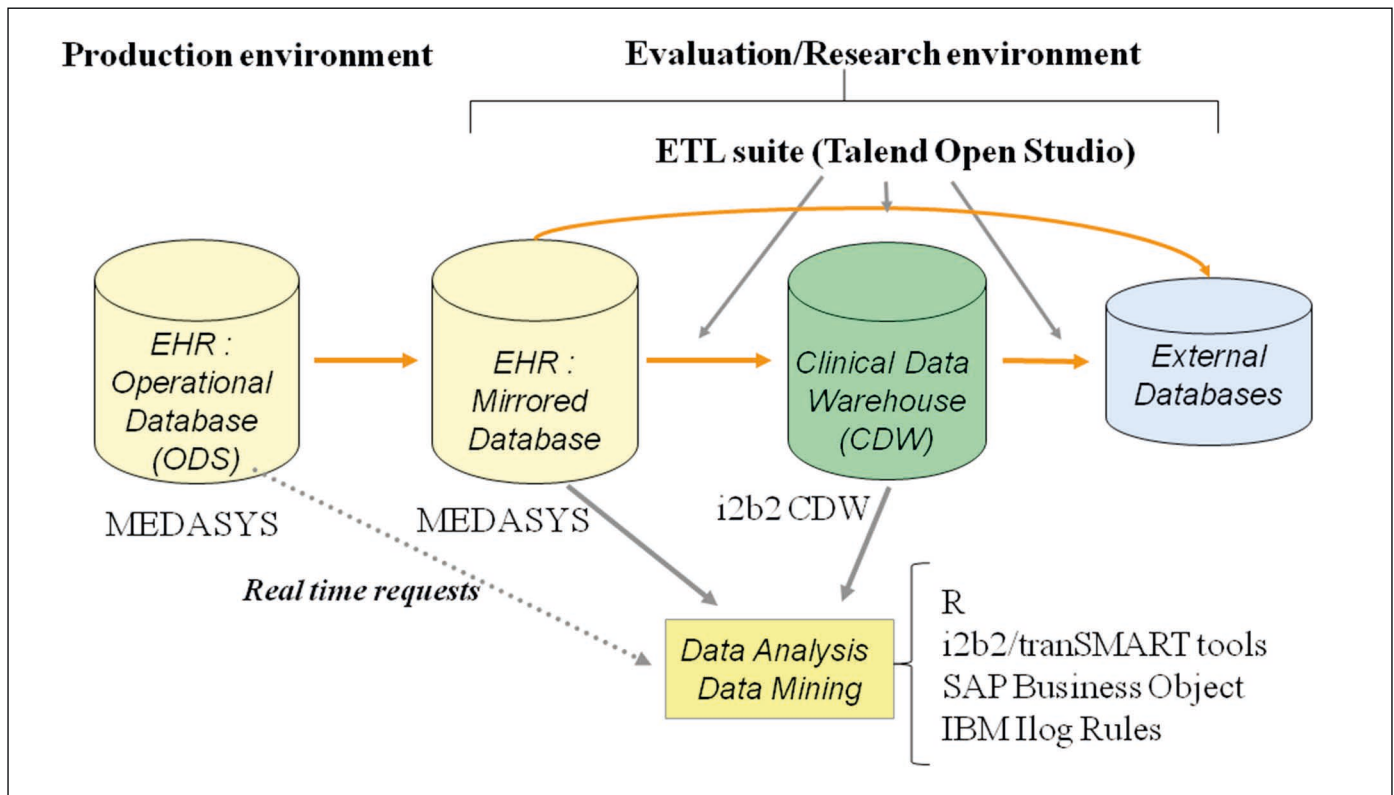 Production environment
Evaluation/Research environment
ETL suite (Talend Open Studio)
EHR :
Operational
Database
(ODS)
EHR :
Mirrored
Database
Clinical Data
Warehouse
(CDW)
External
Databases
MEDASYS
MEDASYS
i2b2 CDW
Real time requests
Data Analysis
Data Mining
R
i2b2/tranSMART tools
SAP Business Object
IBM Ilog Rules